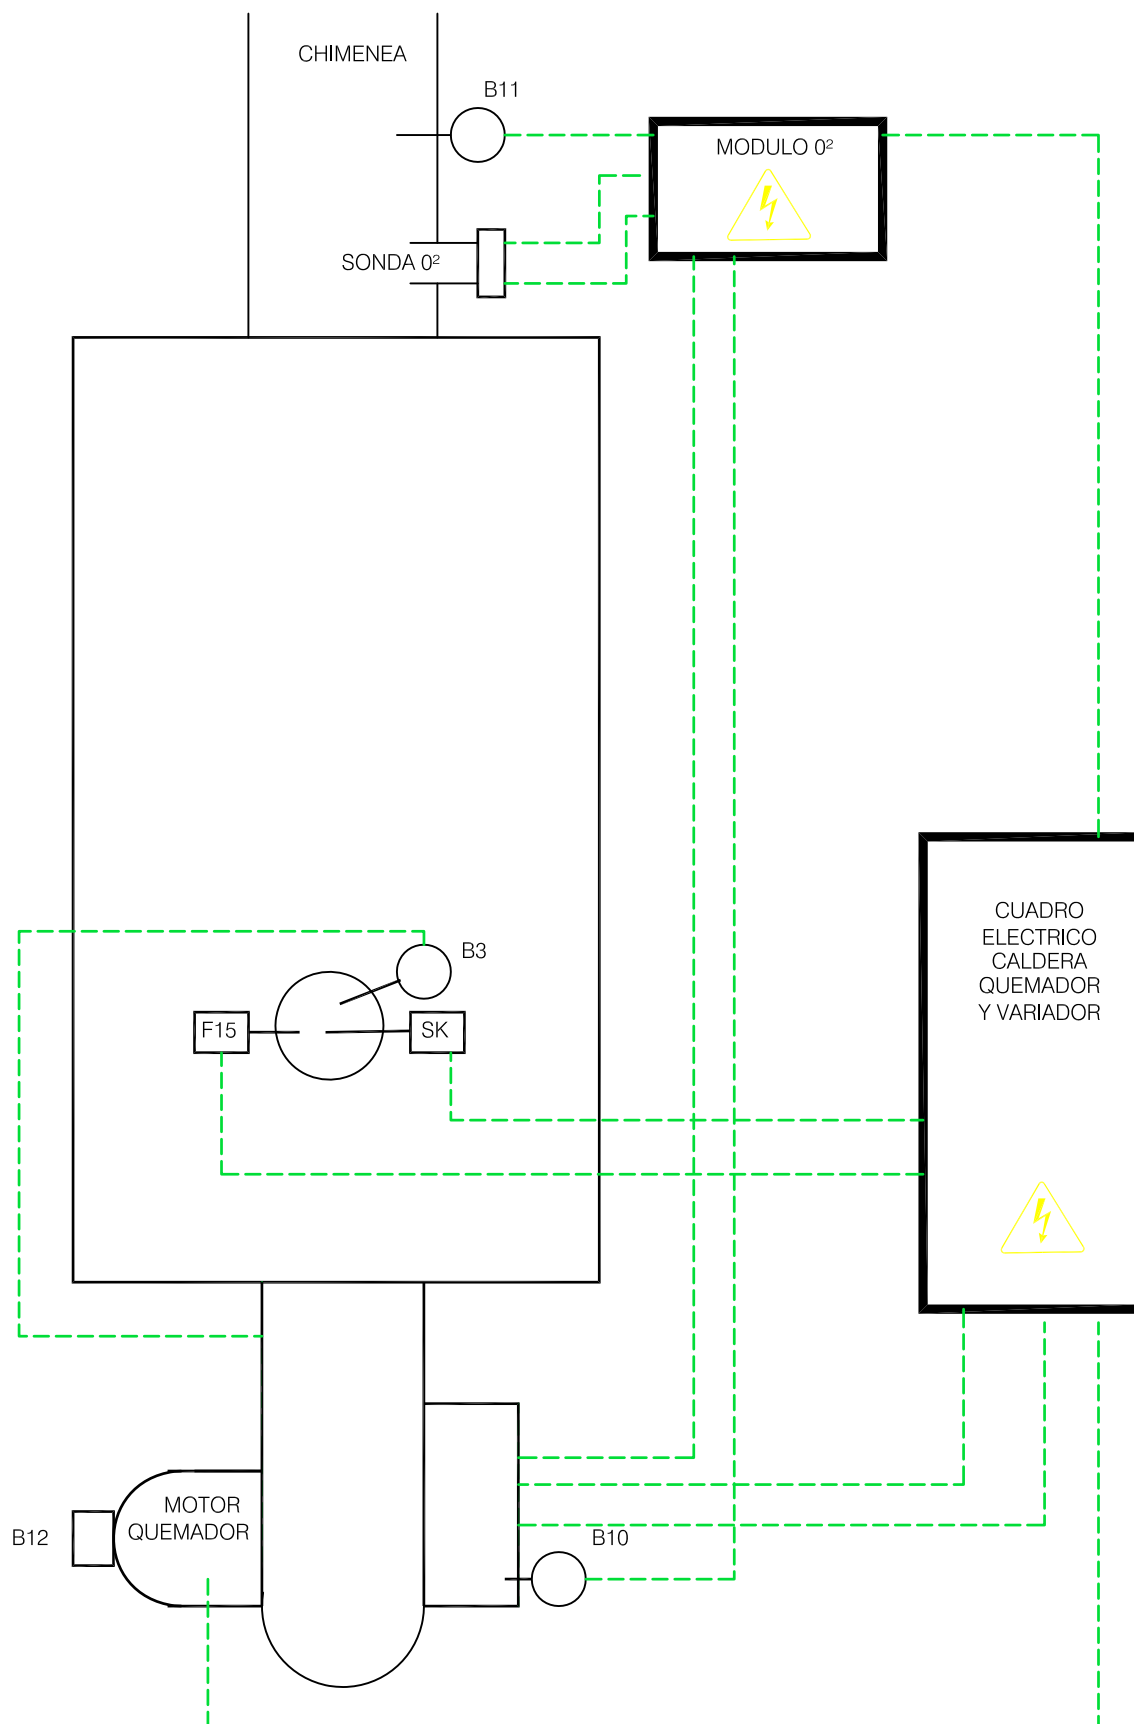 CHIMENEA
B11
MODULO 0²
SONDA 0²
CUADRO
ELECTRICO
CALDERA
QUEMADOR
Y VARIADOR
B3
F15
SK
MOTOR
QUEMADOR
B12
B10